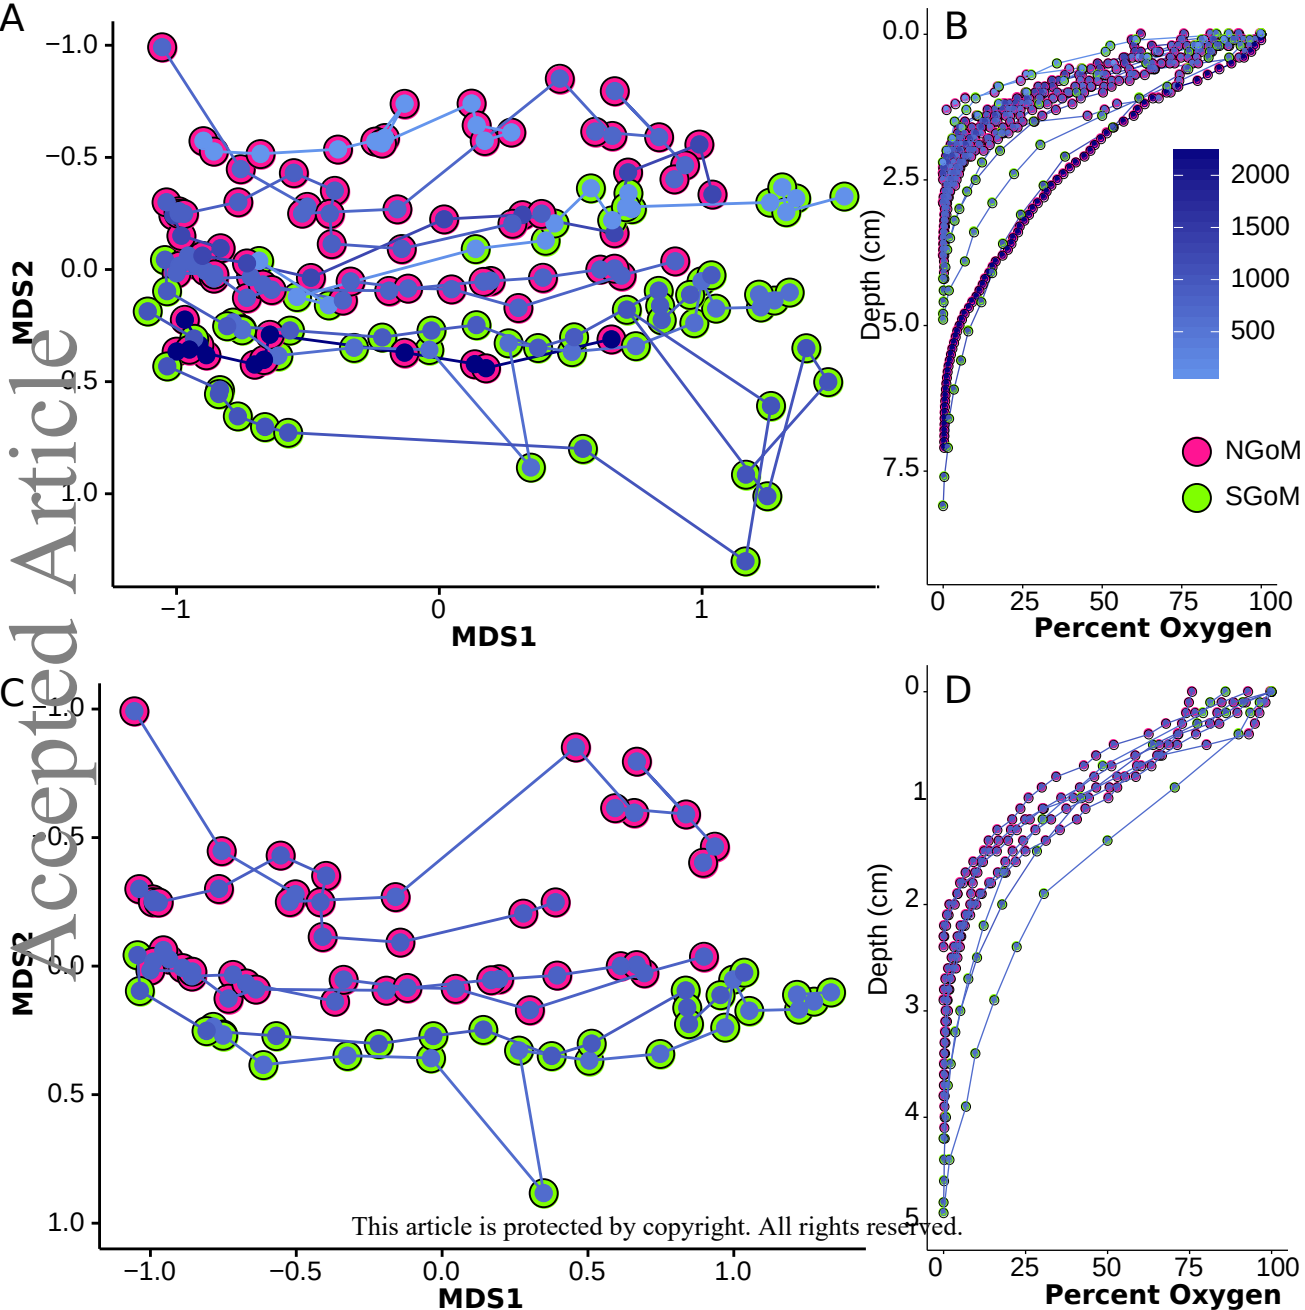 A
−1.0
−0.5
0.0
0.5
1.0
MDS2
−1
0
1
MDS1
B
0.0
2.5
5.0
7.5
Depth (cm)
0
25
50
75
100
Percent Oxygen
2000
1500
1000
500
NGoM
SGoM
C
−1.0
0.5
0.0
0.5
1.0
MDS2
−1.0
−0.5
0.0
0.5
1.0
MDS1
D
0
1
2
3
4
5
Depth (cm)
0
25
50
75
100
Percent Oxygen
Accepted Article
This article is protected by copyright. All rights reserved.